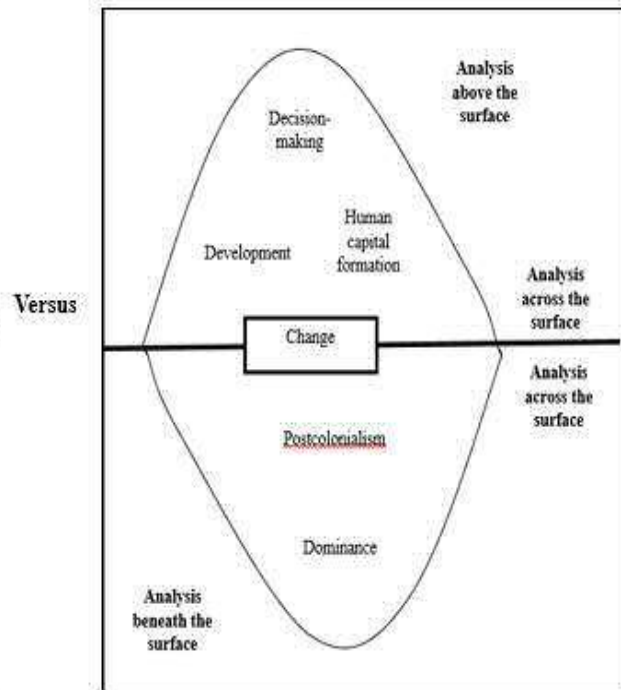 Analysis
above the
surface
Decision-
making
Human
capital
formation
Development
Analysis
across the
surface
Versus
Change
Analysis
across the
surface
Postcolonialism
Dominance
Analysis
beneath the
surface